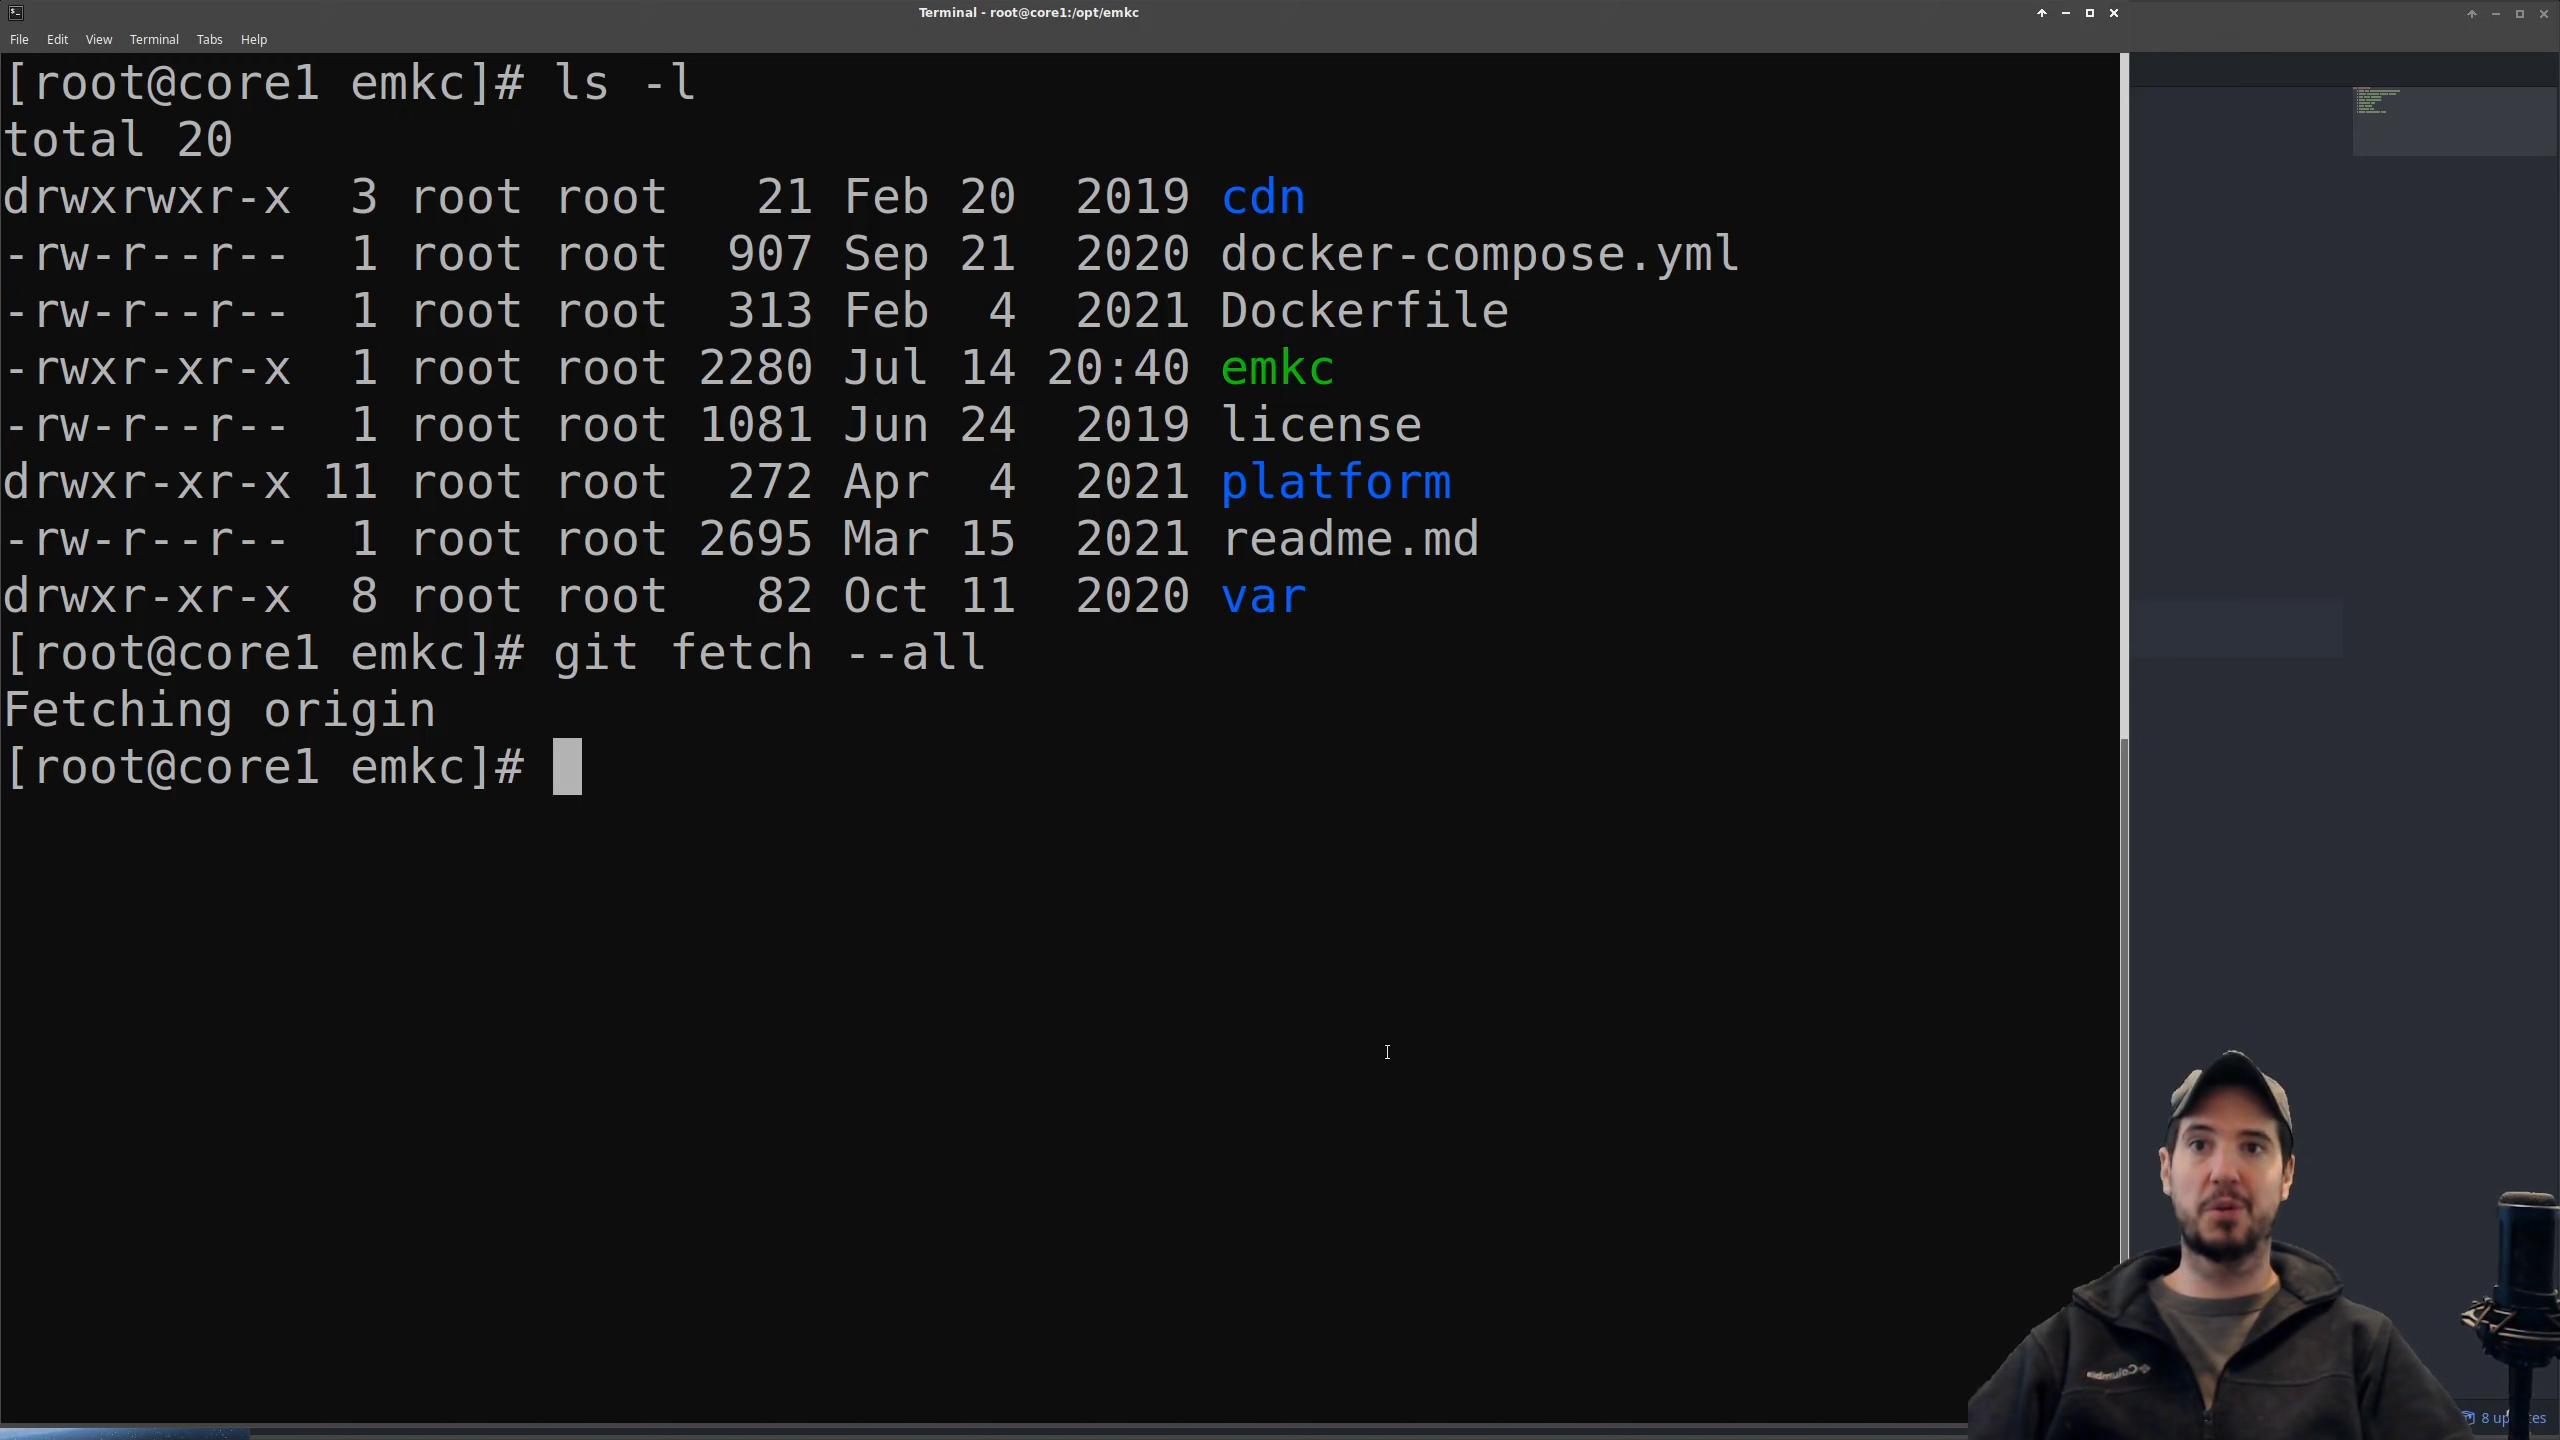 Terminal - root@core1:/opt/emkc
File Edit View Terminal Tabs Help
[root@core1 emkc]# ls -l
total 20
drwxrwxr-x 3 root root 21 Feb 20 2019 cdn
-rw-r--r-- 1 root root 907 Sep 21 2020 docker-compose.yml
-rw-r--r-- 1 root root 313 Feb 4 2021 Dockerfile
-rwxr-xr-x 1 root root 2280 Jul 14 20:40 emkc
-rw-r--r-- 1 root root 1081 Jun 24 2019 license
drwxr-xr-x 11 root root 272 Apr 4 2021 platform
-rw-r--r-- 1 root root 2695 Mar 15 2021 readme.md
drwxr-xr-x 8 root root 82 Oct 11 2020 var
[root@core1 emkc]# git fetch --all
Fetching origin
[root@core1 emkc]#
Columbia
8